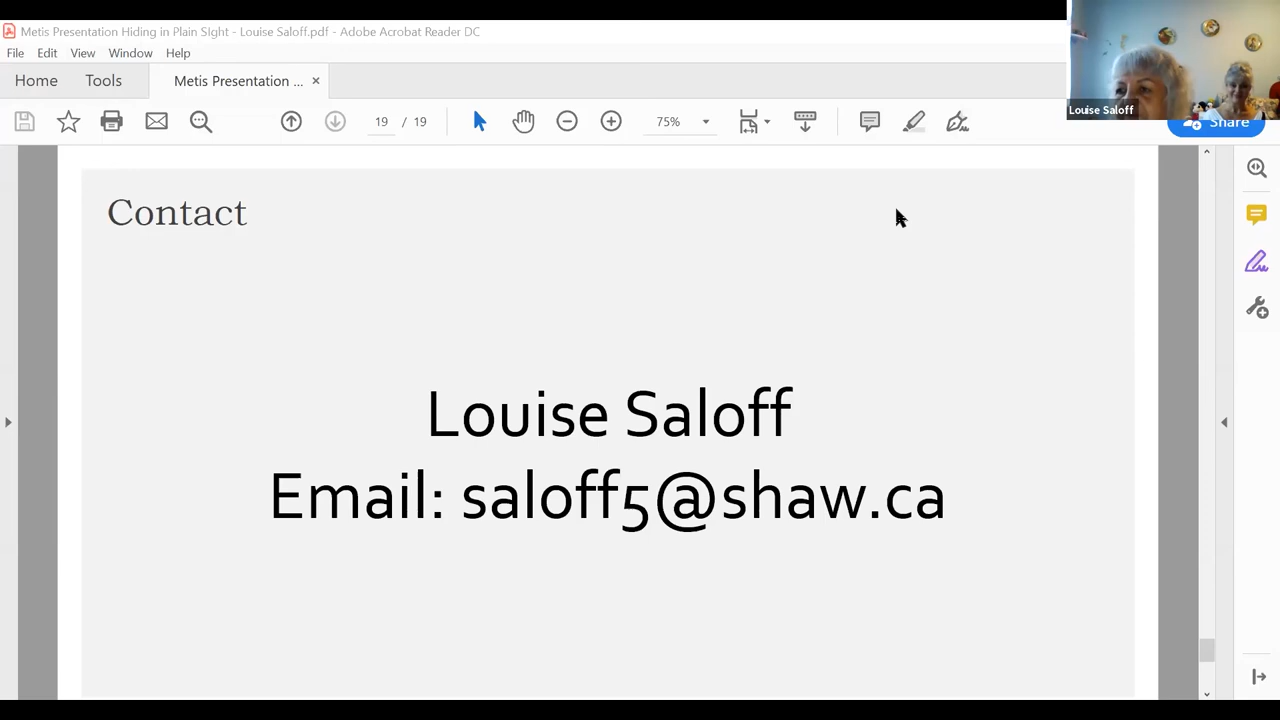 Metis Presentation Hiding in Plain SIght - Louise Saloff.pdf - Adobe Acrobat Reader DC
File Edit View Window Help
Home Tools Metis Presentation ... ×
19 / 19 75% Share
Louise Saloff
Contact
Louise Saloff
Email: saloff5@shaw.ca